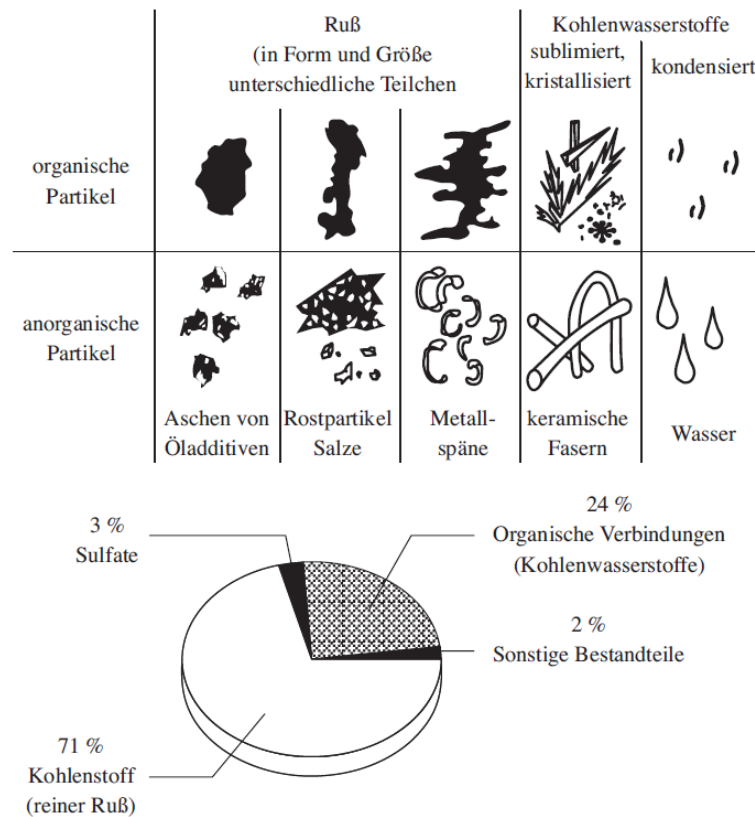 Ruß
(in Form und Größe
unterschiedliche Teilchen
Kohlenwasserstoffe
sublimiert,
kristallisiert
kondensiert
organische
Partikel
anorganische
Partikel
Aschen von
Öladditiven
Rostpartikel
Salze
Metall-
späne
keramische
Fasern
Wasser
3 %
Sulfate
24 %
Organische Verbindungen
(Kohlenwasserstoffe)
2 %
Sonstige Bestandteile
71 %
Kohlenstoff
(reiner Ruß)